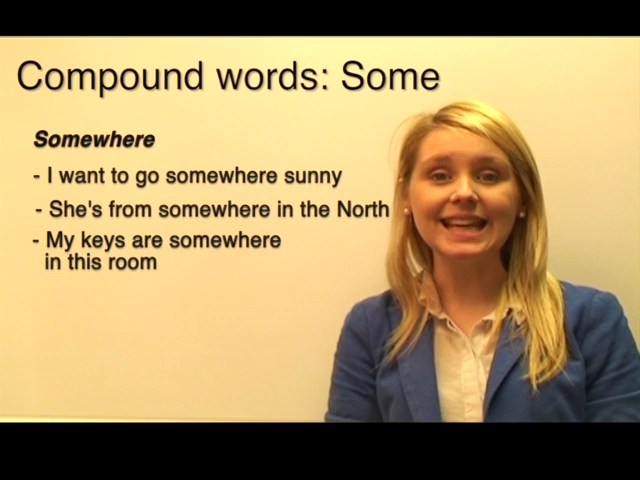 Compound words: Some
Somewhere
- I want to go somewhere sunny
- She's from somewhere in the North
- My keys are somewhere
in this room